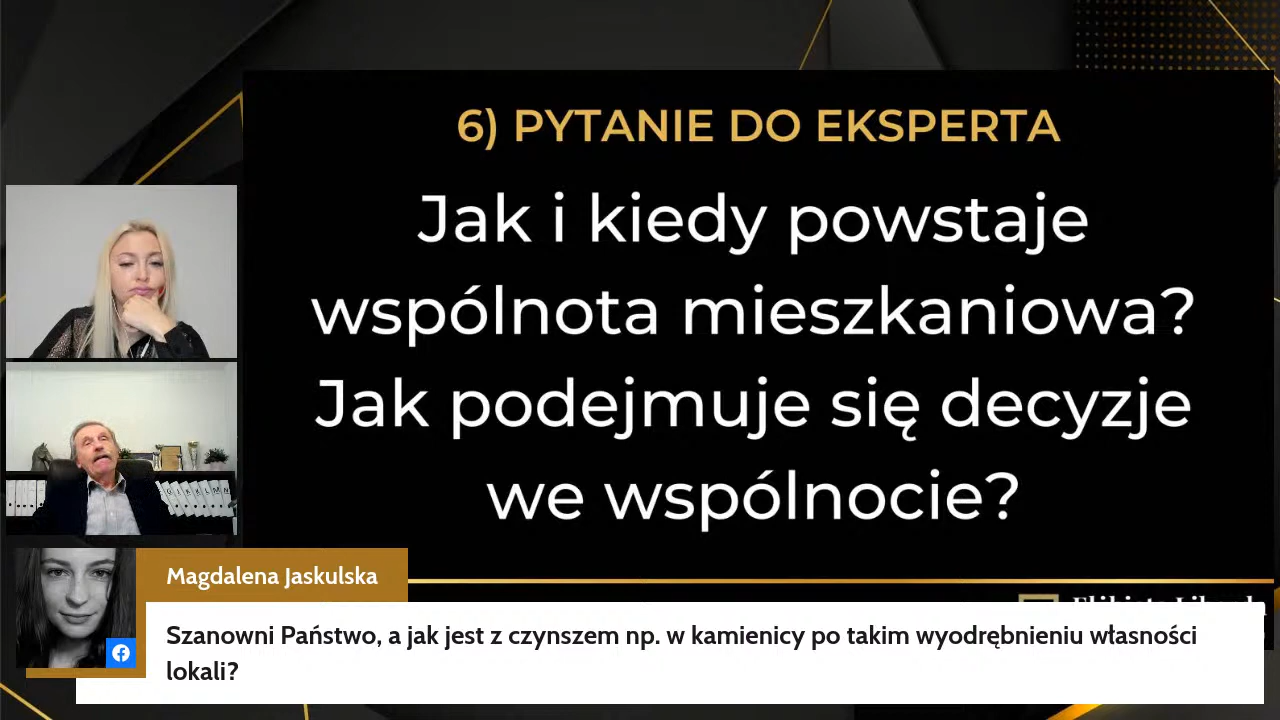 6) PYTANIE DO EKSPERTA
Jak i kiedy powstaje
wspólnota mieszkaniowa?
Jak podejmuje się decyzje
we wspólnocie?
Magdalena Jaskulska
Szanowni Państwo, a jak jest z czynszem np. w kamienicy po takim wyodrębnieniu własności
lokali?